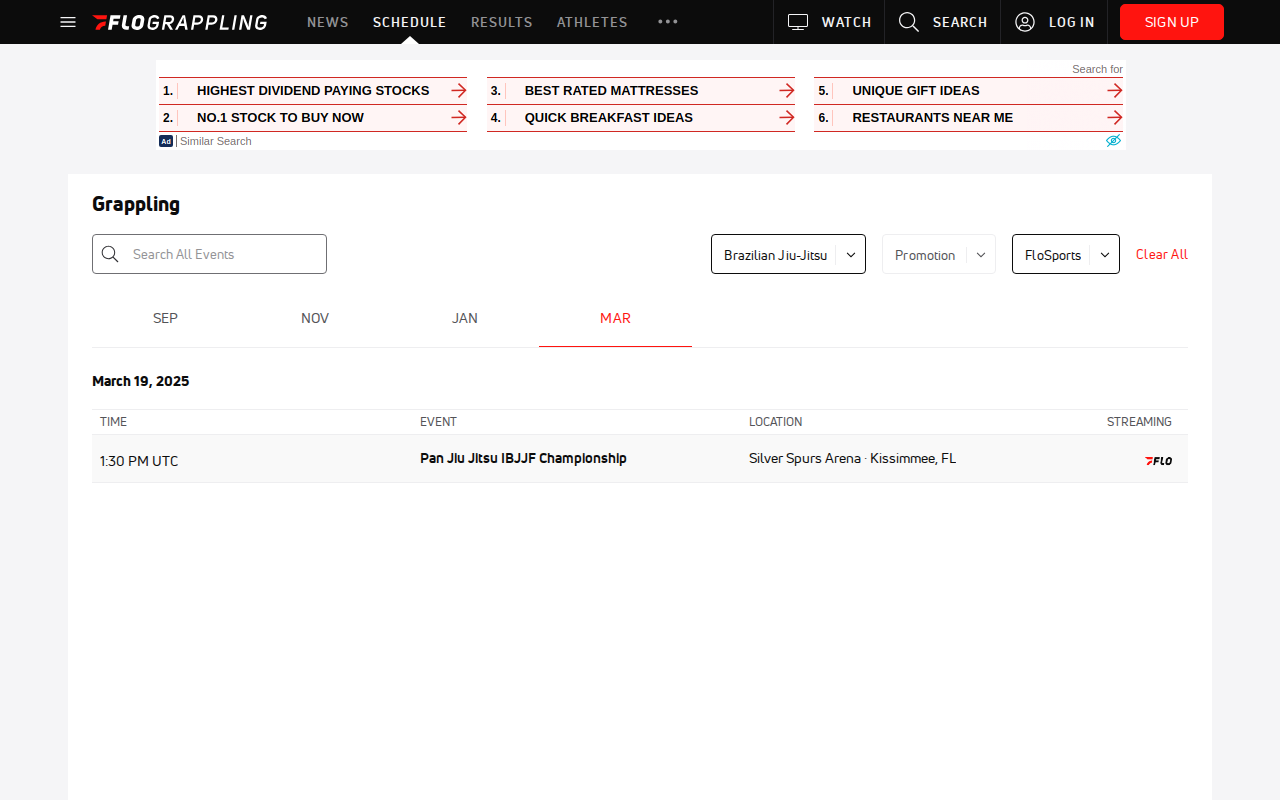 FLOGRAPPLING NEWS SCHEDULE RESULTS ATHLETES ••• WATCH SEARCH LOG IN SIGN UP
Search for
1. HIGHEST DIVIDEND PAYING STOCKS
2. NO.1 STOCK TO BUY NOW
3. BEST RATED MATTRESSES
4. QUICK BREAKFAST IDEAS
5. UNIQUE GIFT IDEAS
6. RESTAURANTS NEAR ME
Ad | Similar Search
Grappling
Search All Events Brazilian Jiu-Jitsu Promotion FloSports Clear All
SEP NOV JAN MAR
March 19, 2025
TIME EVENT LOCATION STREAMING
1:30 PM UTC Pan Jiu Jitsu IBJJF Championship Silver Spurs Arena · Kissimmee, FL FLO